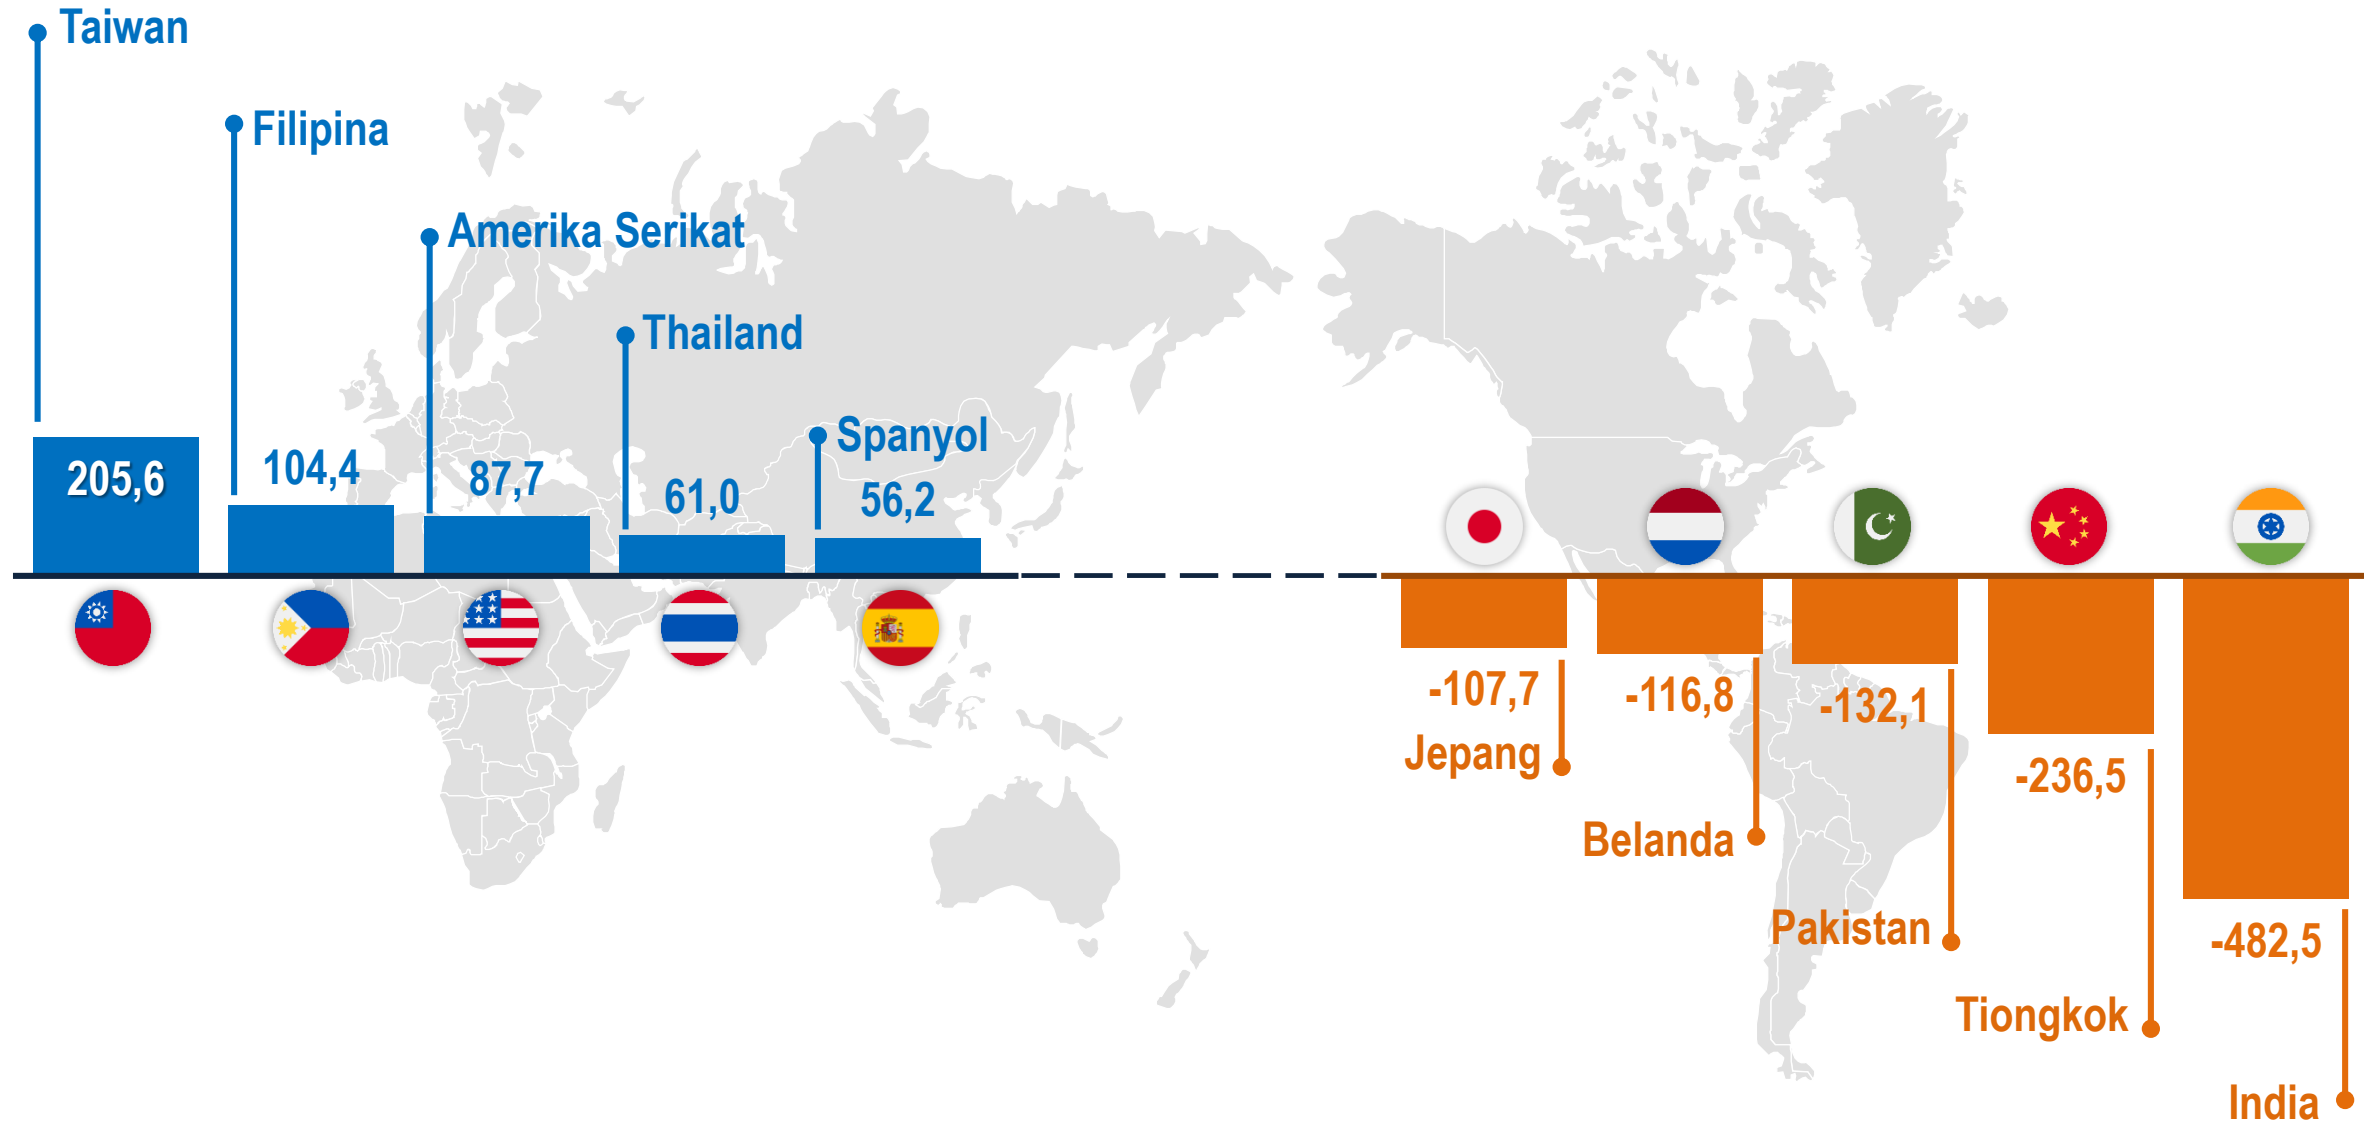 Taiwan
205,6
Filipina
104,4
Amerika Serikat
87,7
Thailand
61,0
Spanyol
56,2
-107,7
Jepang
-116,8
Belanda
-132,1
Pakistan
-236,5
Tiongkok
-482,5
India